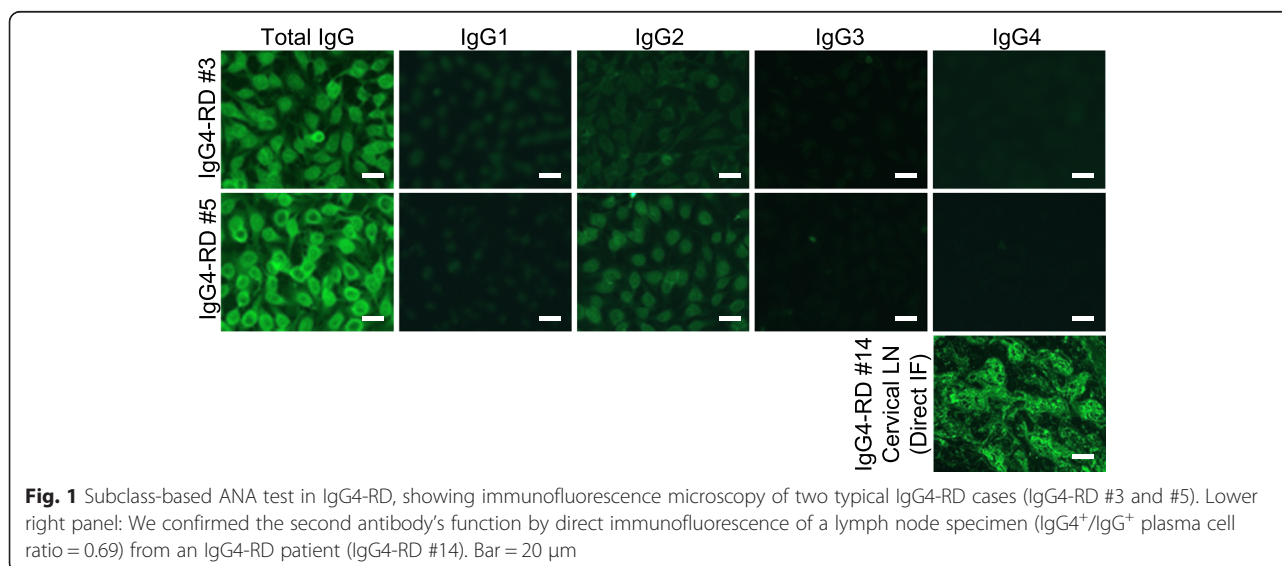 Total IgG IgG1 IgG2 IgG3 IgG4
IgG4-RD #3
IgG4-RD #5
IgG4-RD #14
Cervical LN
(Direct IF)
Fig. 1 Subclass-based ANA test in IgG4-RD, showing immunofluorescence microscopy of two typical IgG4-RD cases (IgG4-RD #3 and #5). Lower
right panel: We confirmed the second antibody's function by direct immunofluorescence of a lymph node specimen (IgG4⁺/IgG⁺ plasma cell
ratio = 0.69) from an IgG4-RD patient (IgG4-RD #14). Bar = 20 μm